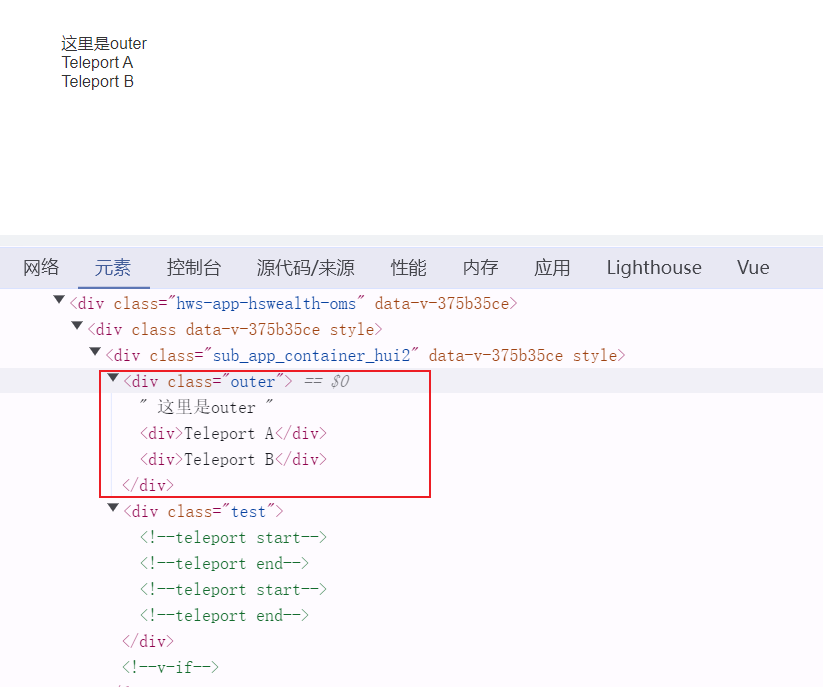 这里是outer
Teleport A
Teleport B
网络 元素 控制台 源代码/来源 性能 内存 应用 Lighthouse Vue
<div class="hws-app-hswealth-oms" data-v-375b35ce>
<div class data-v-375b35ce style>
<div class="sub_app_container_hui2" data-v-375b35ce style>
<div class="outer"> == $0
" 这里是outer "
<div>Teleport A</div>
<div>Teleport B</div>
</div>
<div class="test">
<!--teleport start-->
<!--teleport end-->
<!--teleport start-->
<!--teleport end-->
</div>
<!--v-if-->